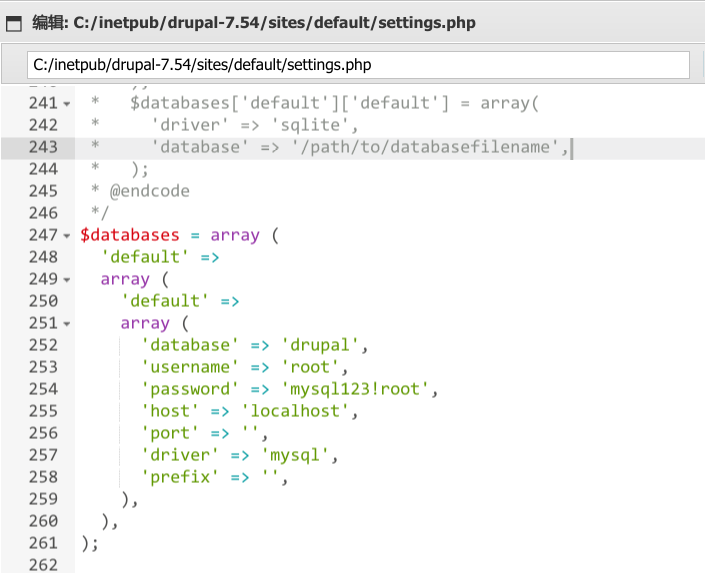 编辑: C:/inetpub/drupal-7.54/sites/default/settings.php
C:/inetpub/drupal-7.54/sites/default/settings.php
241 *   $databases['default']['default'] = array(
242 *     'driver' => 'sqlite',
243 *     'database' => '/path/to/databasefilename',
244 *   );
245 * @endcode
246 */
247 $databases = array (
248   'default' =>
249   array (
250     'default' =>
251     array (
252       'database' => 'drupal',
253       'username' => 'root',
254       'password' => 'mysql123!root',
255       'host' => 'localhost',
256       'port' => '',
257       'driver' => 'mysql',
258       'prefix' => '',
259     ),
260   ),
261 );
262